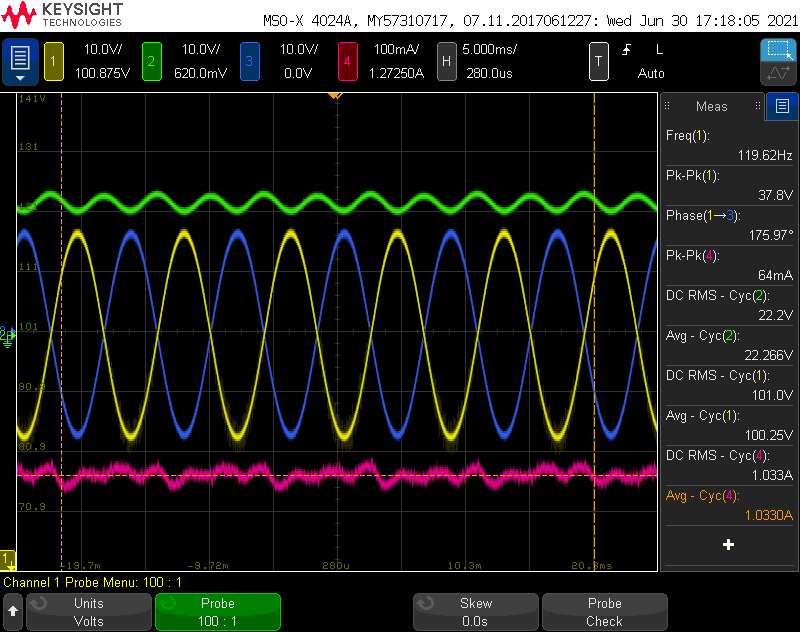 KEYSIGHT
TECHNOLOGIES
MSO-X 4024A, MY57310717, 07.11.2017061227: Wed Jun 30 17:18:05 2021
1 10.0V/ 2 10.0V/ 3 10.0V/ 4 100mA/ H 5.000ms/ T L
100.875V 620.0mV 0.0V 1.27250A 280.0us Auto
141V
131
111
101
90.9
80.9
70.9
-19.7m -9.72m 280u 10.3m 20.3ms
1
Meas
Freq(1):
119.62Hz
Pk-Pk(1):
37.8V
Phase(1→3):
175.97°
Pk-Pk(4):
64mA
DC RMS - Cyc(2):
22.2V
Avg - Cyc(2):
22.266V
DC RMS - Cyc(1):
101.0V
Avg - Cyc(1):
100.25V
DC RMS - Cyc(4):
1.033A
Avg - Cyc(4):
1.0330A
Channel 1 Probe Menu: 100 : 1
Units Probe Skew Probe
Volts 100 : 1 0.0s Check